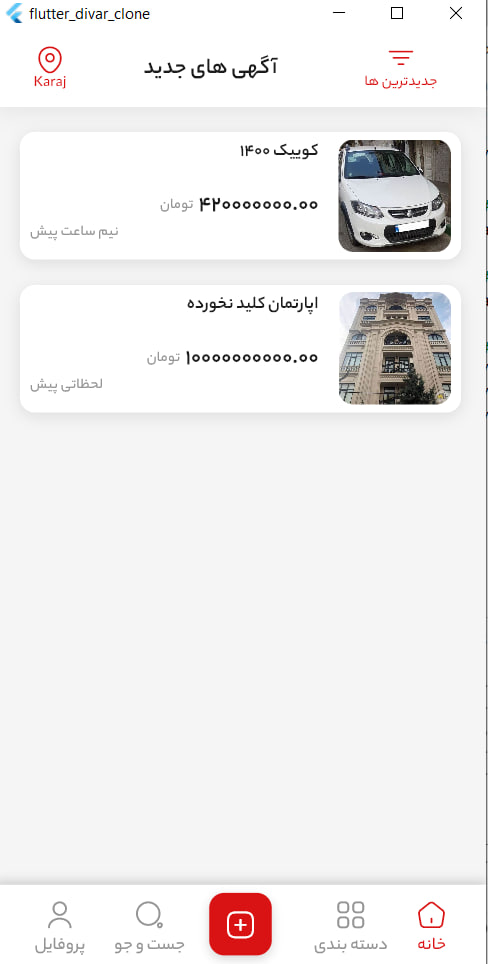 flutter_divar_clone
جدیدترین ها
آگهی های جدید
Karaj
کوییک ۱۴۰۰
۴۲۰۰۰۰۰۰۰.۰۰ تومان
نیم ساعت پیش
اپارتمان کلید نخورده
۱۰۰۰۰۰۰۰۰۰۰.۰۰ تومان
لحظاتی پیش
خانه
دسته بندی
جست و جو
پروفایل